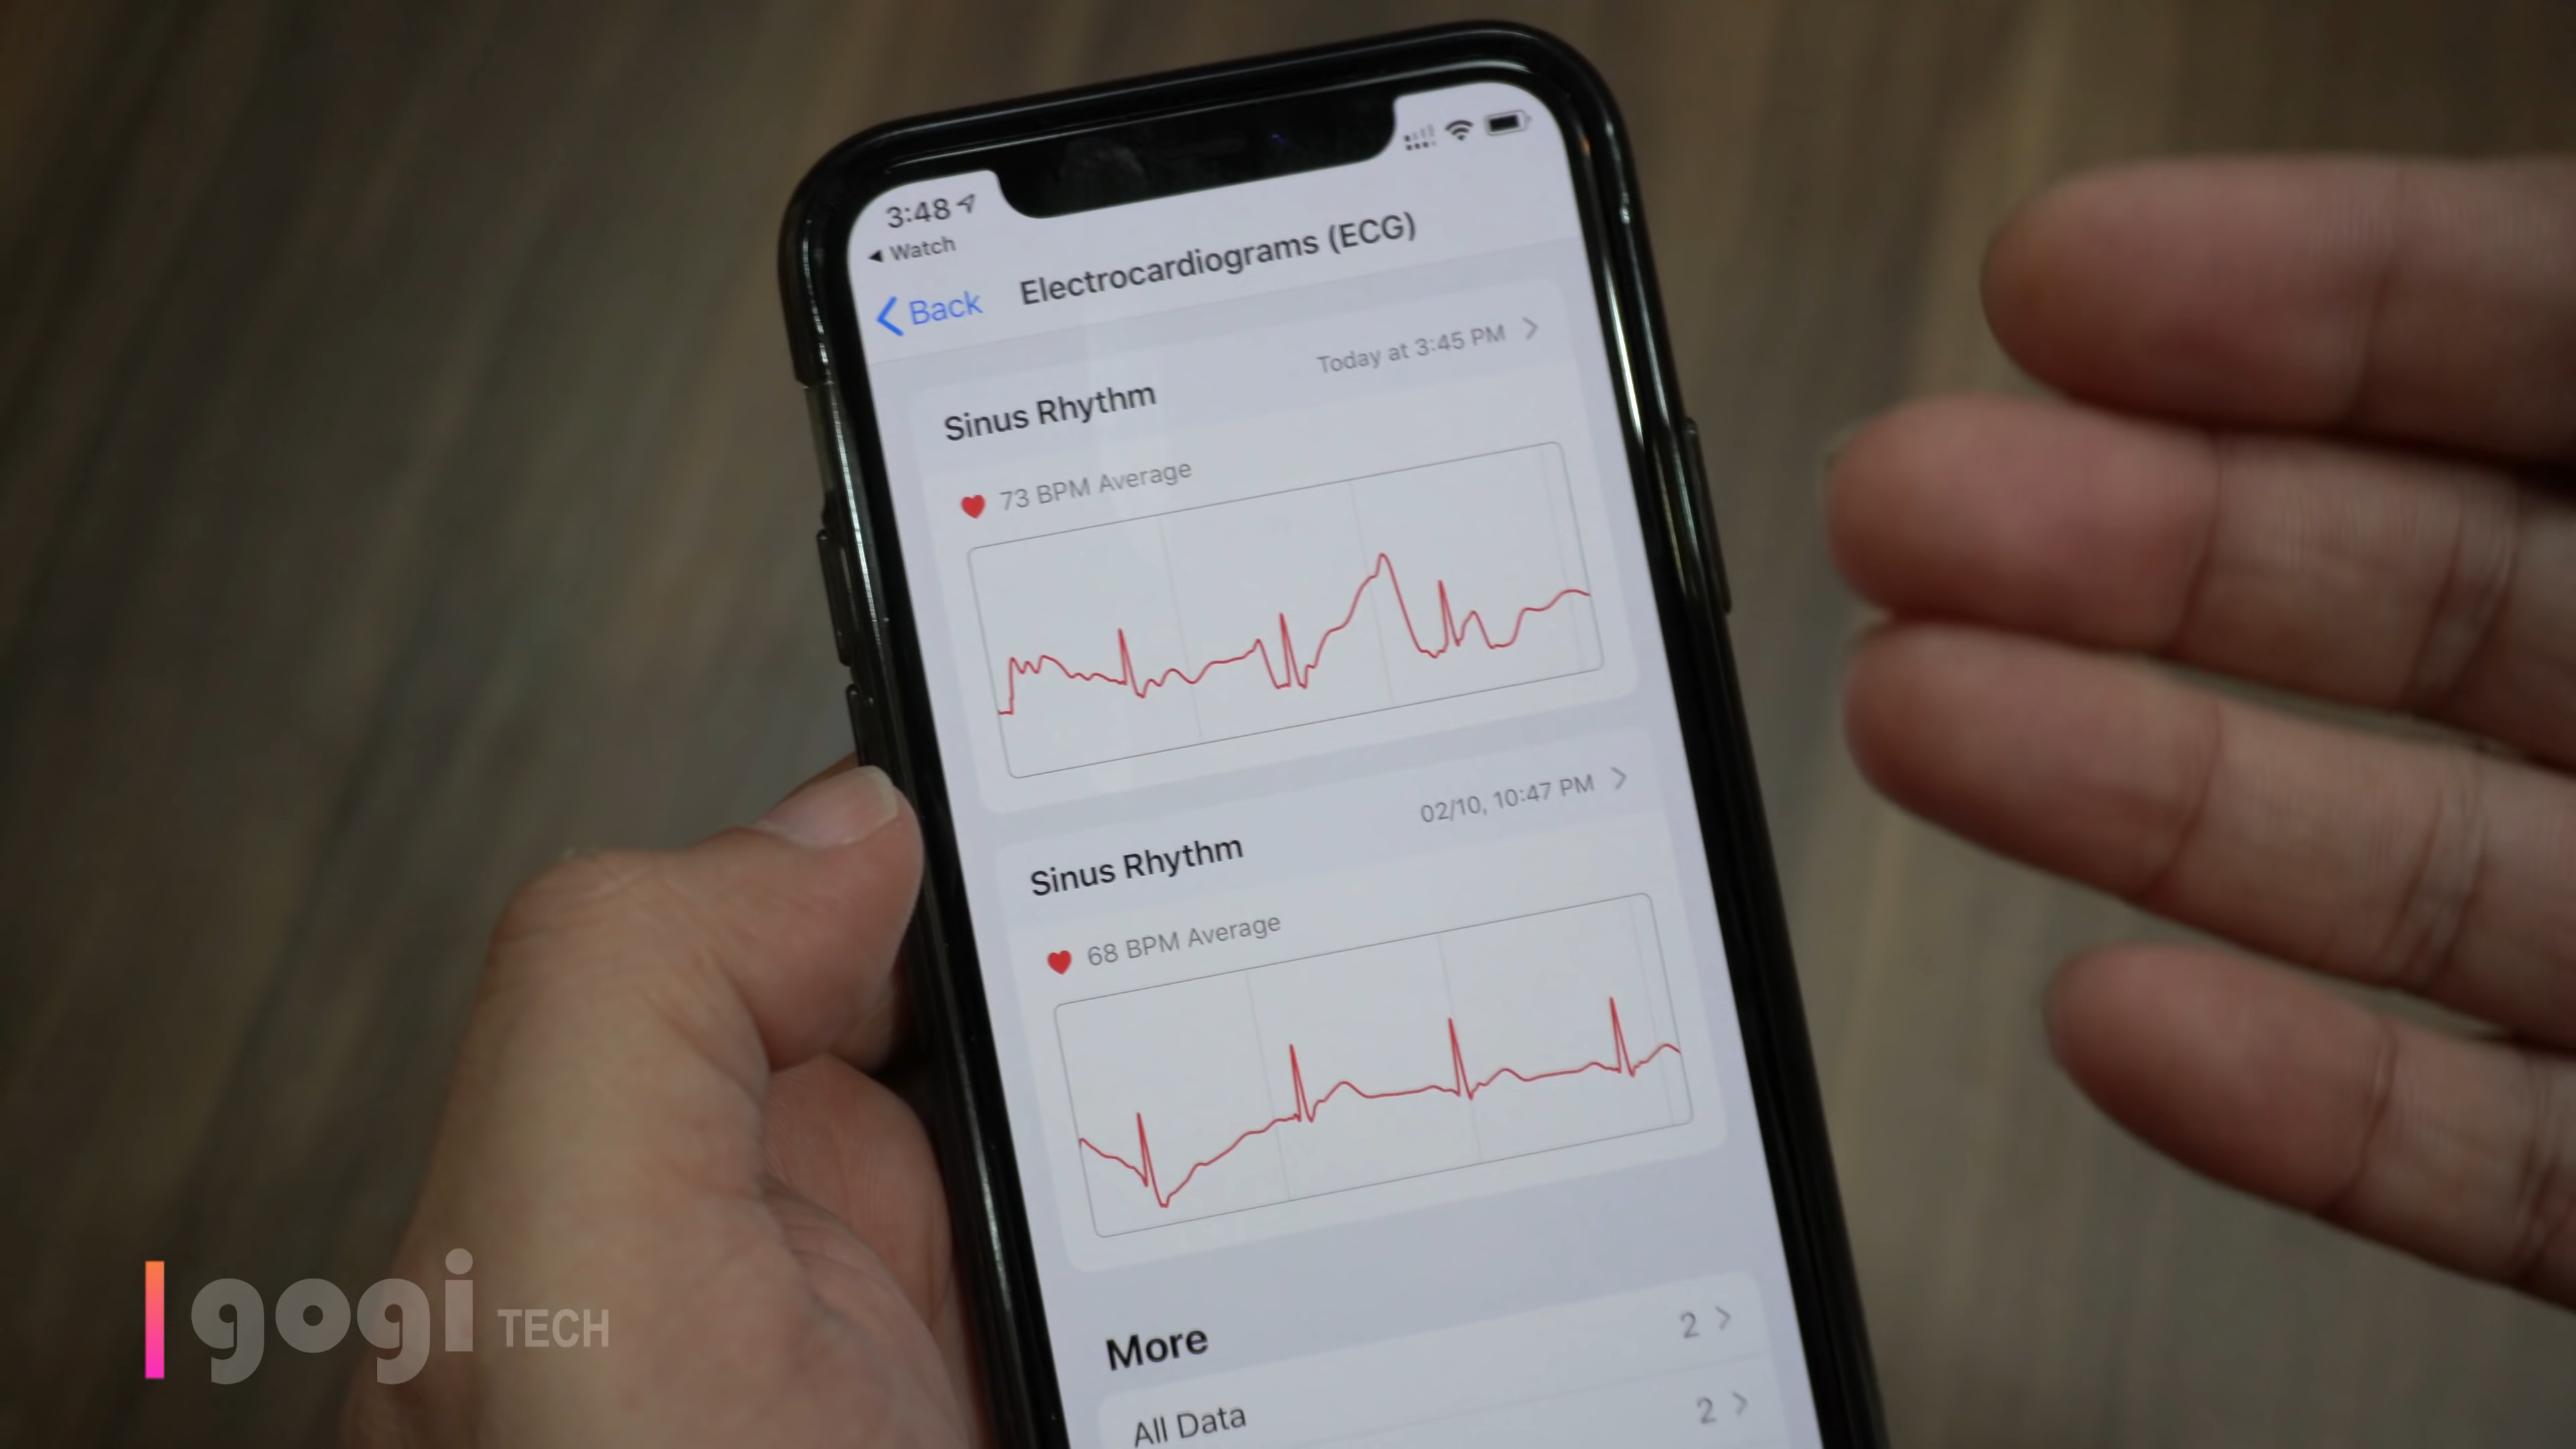 3:48
Watch
Back
Electrocardiograms (ECG)
Sinus Rhythm
Today at 3:45 PM
73 BPM Average
Sinus Rhythm
02/10, 10:47 PM
68 BPM Average
More
2
All Data
2
gogi TECH